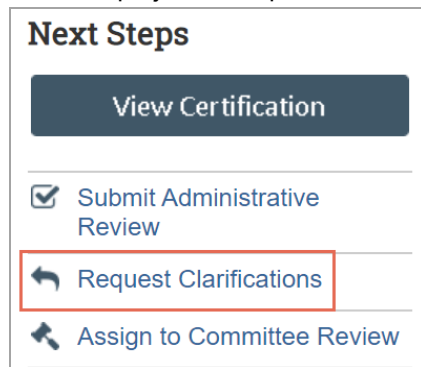 Next Steps
View Certification
Submit Administrative
Review
Request Clarifications
Assign to Committee Review